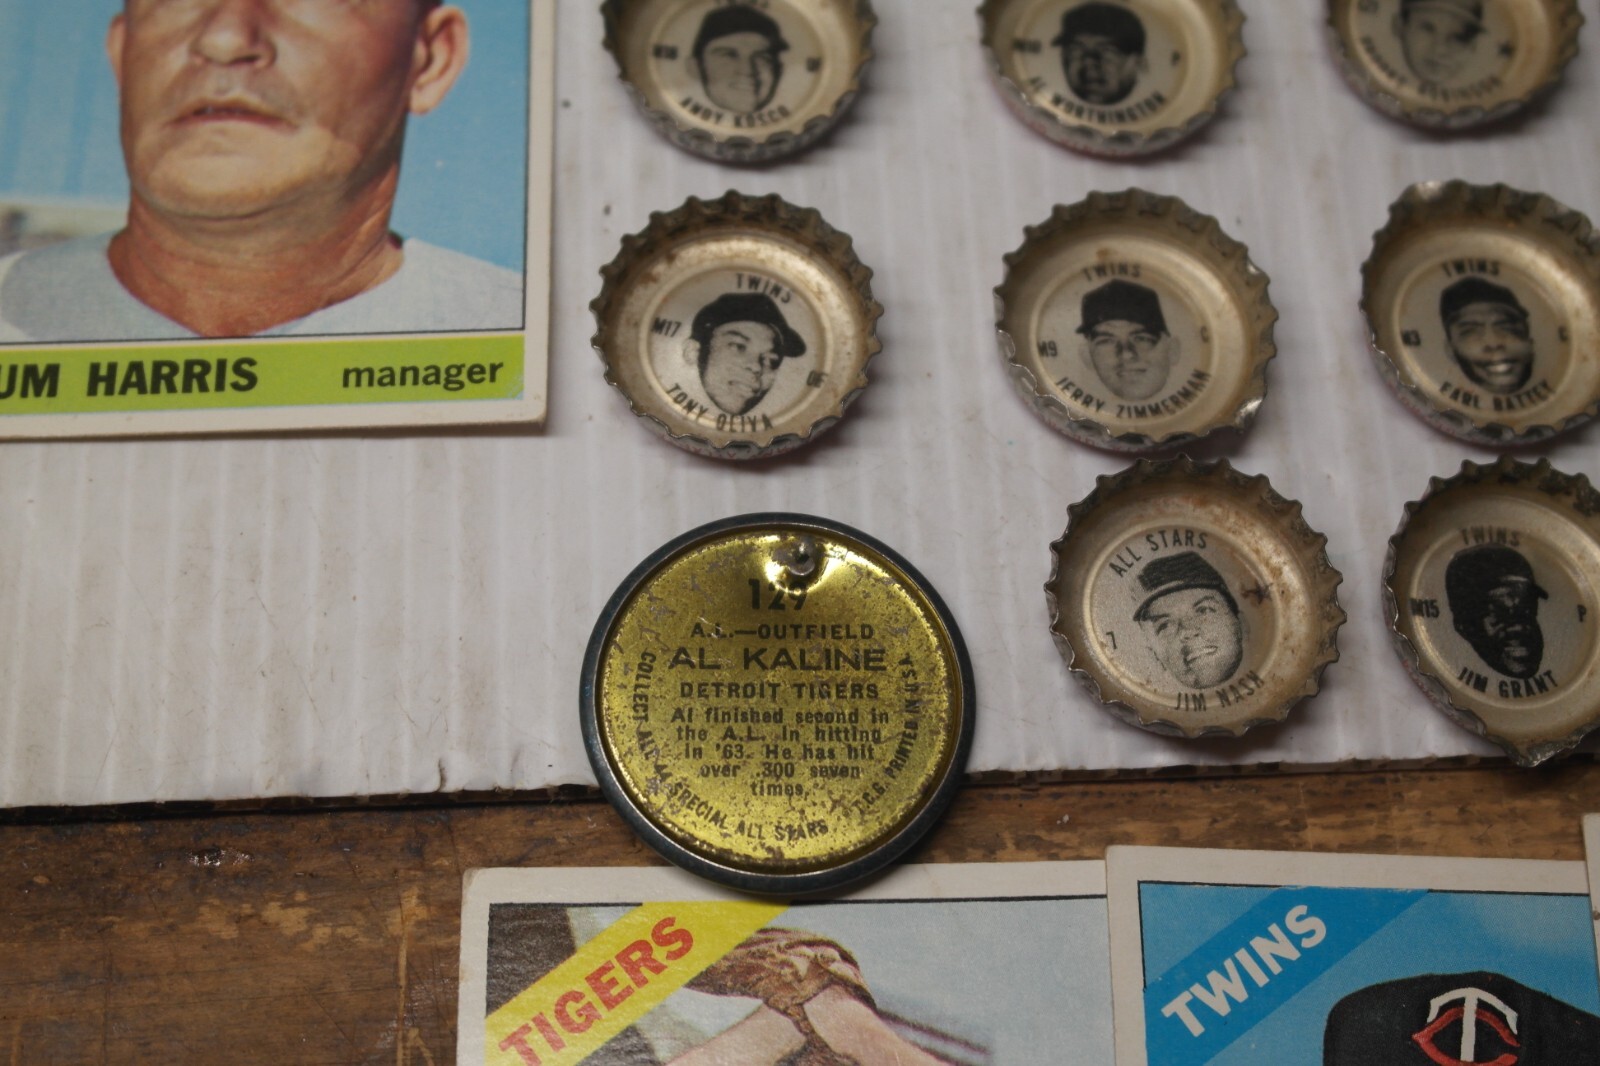 UM HARRIS manager
ANDY KOSCO
AL WORTHINGTON
P
TWINS
M17
OF
TONY OLIVA
TWINS
M9
C
JERRY ZIMMERMAN
TWINS
M3
C
EARL BATTEY
ALL STARS
7
JIM NASH
TWINS
M15
P
JIM GRANT
129
A.L.—OUTFIELD
AL KALINE
DETROIT TIGERS
Al finished second in
the A.L. in hitting
in '63. He has hit
over .300 seven
times.
COLLECT ALL 44 SPECIAL ALL STARS
T.C.G. PRINTED IN U.S.A.
TIGERS
TWINS
TC